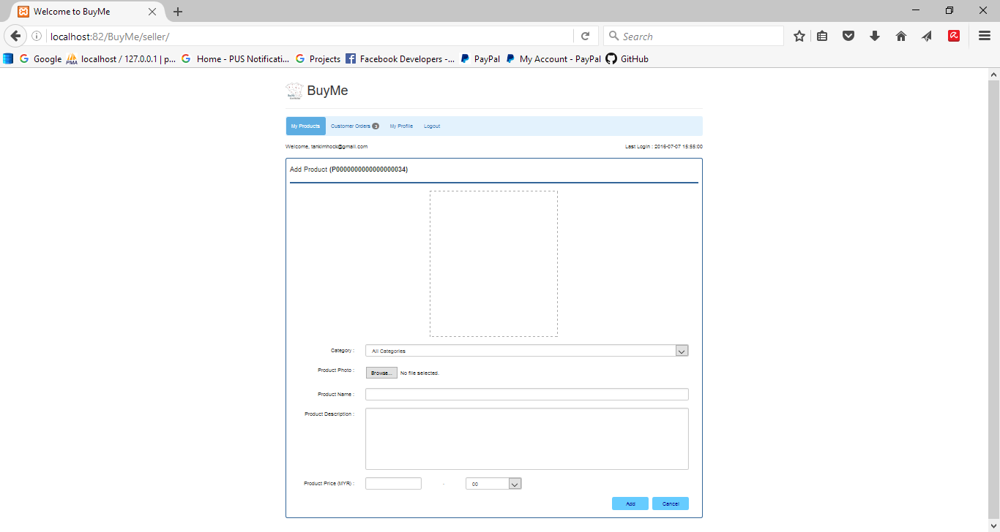 Welcome to BuyMe
localhost:82/BuyMe/seller/
Search
Google localhost / 127.0.0.1 | p... Home - PUS Notificati... Projects Facebook Developers -... PayPal My Account - PayPal GitHub
BuyMe
My Products Customer Orders 3 My Profile Logout
Welcome, tankimhock@gmail.com Last Login : 2016-07-07 15:55:00
Add Product (P0000000000000000034)
Category : All Categories
Product Photo : Browse... No file selected.
Product Name :
Product Description :
Product Price (MYR) : . 00
Add Cancel